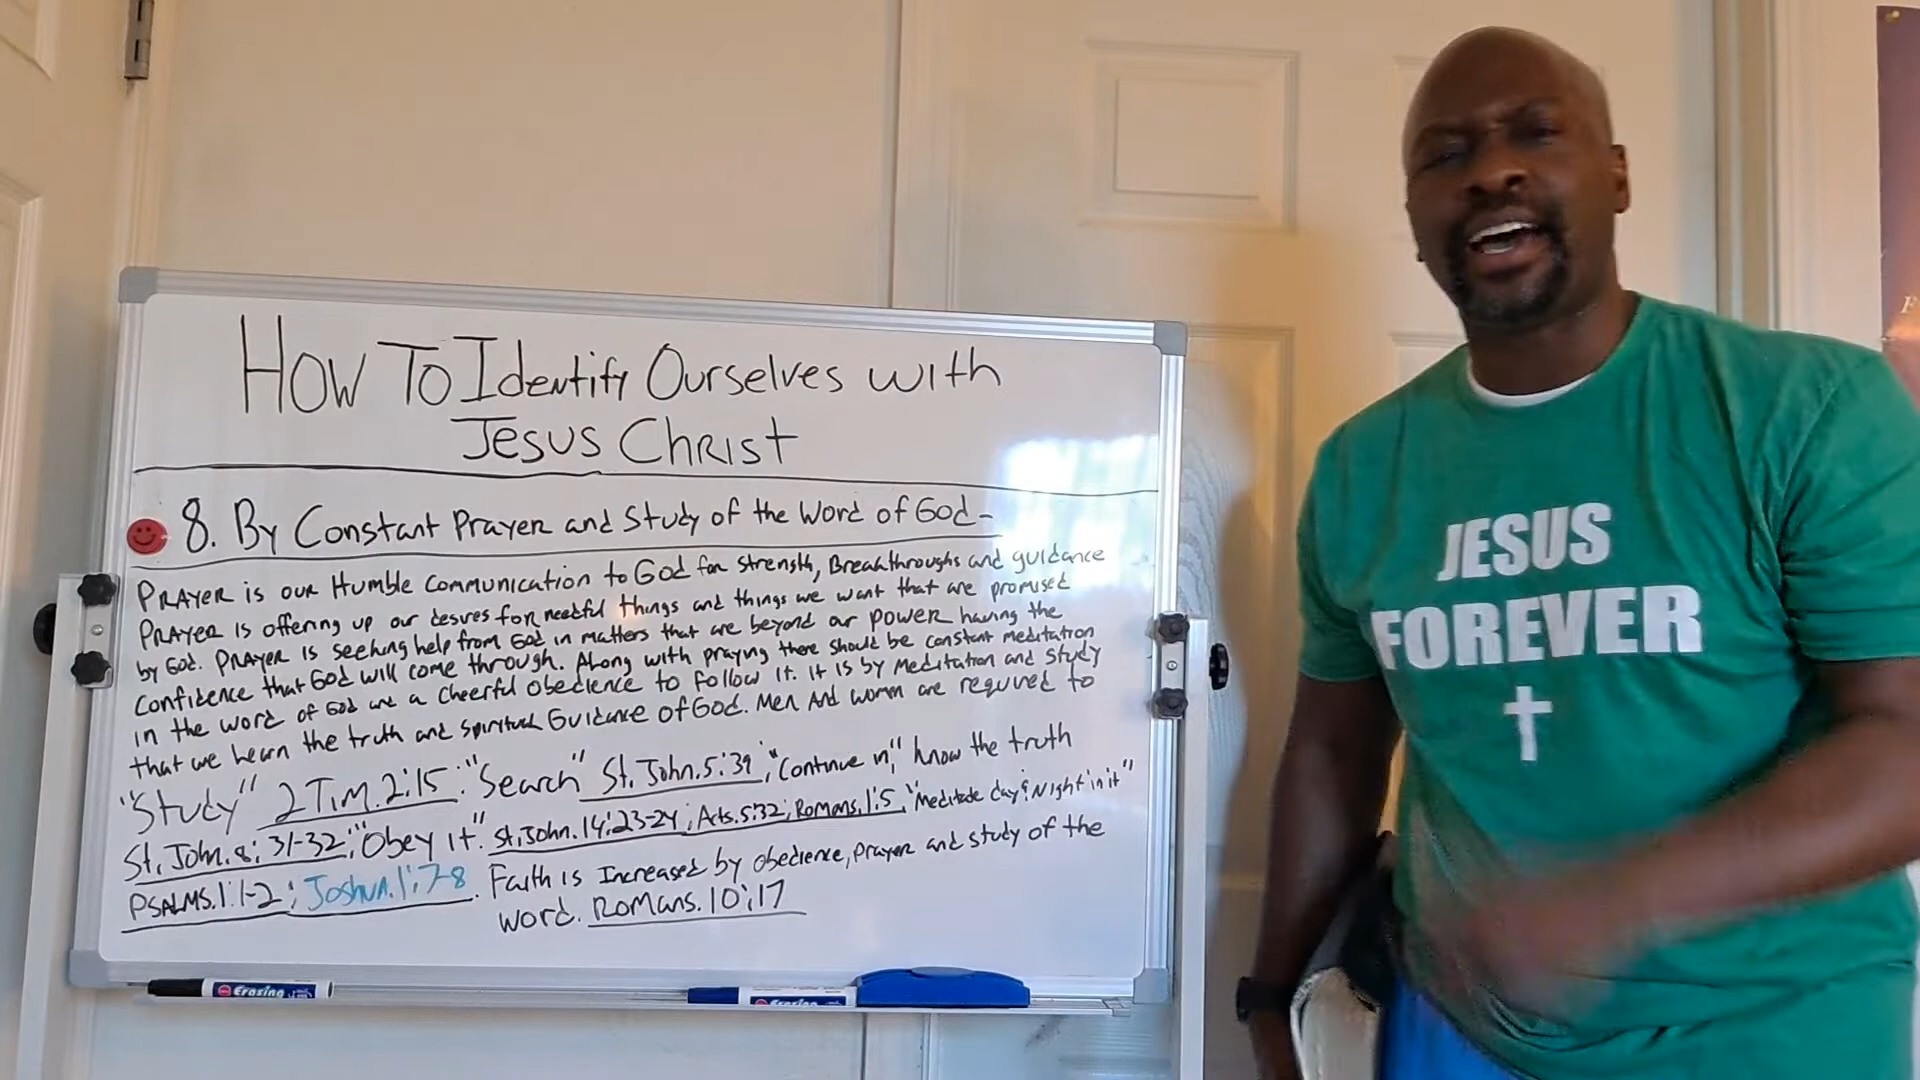 HOW TO Identify OURSELVES WITH
JESUS CHRIST
8. By Constant Prayer and Study of the Word of God-
PRAYER is our Humble Communication to God for strength, Breakthroughs and guidance
PRAYER is offering up our desires for needful things and things we want that are promised
by God. PRAYER is seeking help from God in matters that are beyond our POWER having the
Confidence that God will come through. Along with praying there should be constant meditation
in the word of God and a cheerful obedience to follow it. It is by Meditation and study
that we learn the truth and spiritual Guidance of God. Men And women are required to
"Study" 2 Tim. 2:15; "Search" St. John. 5:39; "Continue in," know the truth
St. John. 8:31-32; "Obey it". St. John. 14:23-24; Acts. 5:32; Romans. 1:5, "Meditate day & Night in it"
PSALMS. 1:1-2; Joshua. 1:7-8. Faith is Increased by obedience, prayer and study of the
word. Romans. 10:17
Erasing
Erasing
JESUS
FOREVER
F